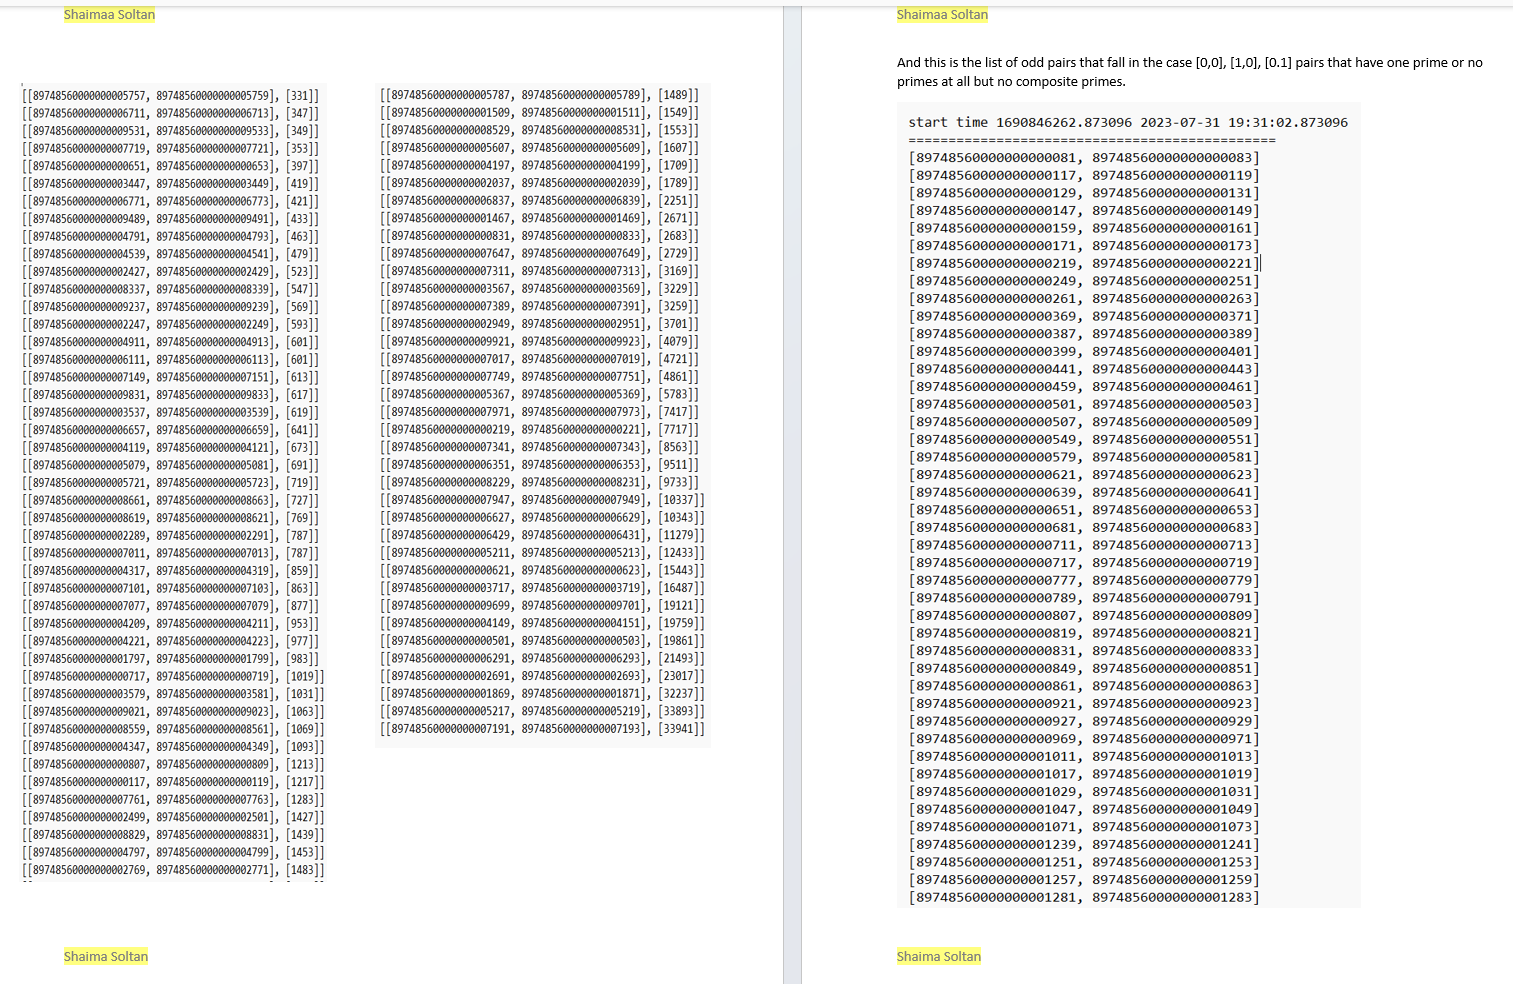 Shaimaa Soltan
[[89748560000000005757, 89748560000000005759], [331]]
[[89748560000000006711, 89748560000000006713], [347]]
[[89748560000000009531, 89748560000000009533], [349]]
[[89748560000000007719, 89748560000000007721], [353]]
[[89748560000000000651, 89748560000000000653], [397]]
[[89748560000000003447, 89748560000000003449], [419]]
[[89748560000000006771, 89748560000000006773], [421]]
[[89748560000000009489, 89748560000000009491], [433]]
[[89748560000000004791, 89748560000000004793], [463]]
[[89748560000000004539, 89748560000000004541], [479]]
[[89748560000000002427, 89748560000000002429], [523]]
[[89748560000000008337, 89748560000000008339], [547]]
[[89748560000000009237, 89748560000000009239], [569]]
[[89748560000000002247, 89748560000000002249], [593]]
[[89748560000000004911, 89748560000000004913], [601]]
[[89748560000000006111, 89748560000000006113], [601]]
[[89748560000000007149, 89748560000000007151], [613]]
[[89748560000000009831, 89748560000000009833], [617]]
[[89748560000000003537, 89748560000000003539], [619]]
[[89748560000000006657, 89748560000000006659], [641]]
[[89748560000000004119, 89748560000000004121], [673]]
[[89748560000000005079, 89748560000000005081], [691]]
[[89748560000000005721, 89748560000000005723], [719]]
[[89748560000000008661, 89748560000000008663], [727]]
[[89748560000000008619, 89748560000000008621], [769]]
[[89748560000000002289, 89748560000000002291], [787]]
[[89748560000000007011, 89748560000000007013], [787]]
[[89748560000000004317, 89748560000000004319], [859]]
[[89748560000000007101, 89748560000000007103], [863]]
[[89748560000000007077, 89748560000000007079], [877]]
[[89748560000000004209, 89748560000000004211], [953]]
[[89748560000000004221, 89748560000000004223], [977]]
[[89748560000000001797, 89748560000000001799], [983]]
[[89748560000000000717, 89748560000000000719], [1019]]
[[89748560000000003579, 89748560000000003581], [1031]]
[[89748560000000009021, 89748560000000009023], [1063]]
[[89748560000000008559, 89748560000000008561], [1069]]
[[89748560000000004347, 89748560000000004349], [1093]]
[[89748560000000000807, 89748560000000000809], [1213]]
[[89748560000000000117, 89748560000000000119], [1217]]
[[89748560000000007761, 89748560000000007763], [1283]]
[[89748560000000002499, 89748560000000002501], [1427]]
[[89748560000000008829, 89748560000000008831], [1439]]
[[89748560000000004797, 89748560000000004799], [1453]]
[[89748560000000002769, 89748560000000002771], [1483]]
[[89748560000000005787, 89748560000000005789], [1489]]
[[89748560000000001509, 89748560000000001511], [1549]]
[[89748560000000008529, 89748560000000008531], [1553]]
[[89748560000000005607, 89748560000000005609], [1607]]
[[89748560000000004197, 89748560000000004199], [1709]]
[[89748560000000002037, 89748560000000002039], [1789]]
[[89748560000000006837, 89748560000000006839], [2251]]
[[89748560000000001467, 89748560000000001469], [2671]]
[[89748560000000000831, 89748560000000000833], [2683]]
[[89748560000000007647, 89748560000000007649], [2729]]
[[89748560000000007311, 89748560000000007313], [3169]]
[[89748560000000003567, 89748560000000003569], [3229]]
[[89748560000000007389, 89748560000000007391], [3259]]
[[89748560000000002949, 89748560000000002951], [3701]]
[[89748560000000009921, 89748560000000009923], [4079]]
[[89748560000000007017, 89748560000000007019], [4721]]
[[89748560000000007749, 89748560000000007751], [4861]]
[[89748560000000005367, 89748560000000005369], [5783]]
[[89748560000000007971, 89748560000000007973], [7417]]
[[89748560000000000219, 89748560000000000221], [7717]]
[[89748560000000007341, 89748560000000007343], [8563]]
[[89748560000000006351, 89748560000000006353], [9511]]
[[89748560000000008229, 89748560000000008231], [9733]]
[[89748560000000007947, 89748560000000007949], [10337]]
[[89748560000000006627, 89748560000000006629], [10343]]
[[89748560000000006429, 89748560000000006431], [11279]]
[[89748560000000005211, 89748560000000005213], [12433]]
[[89748560000000000621, 89748560000000000623], [15443]]
[[89748560000000003717, 89748560000000003719], [16487]]
[[89748560000000009699, 89748560000000009701], [19121]]
[[89748560000000004149, 89748560000000004151], [19759]]
[[89748560000000000501, 89748560000000000503], [19861]]
[[89748560000000006291, 89748560000000006293], [21493]]
[[89748560000000002691, 89748560000000002693], [23017]]
[[89748560000000001869, 89748560000000001871], [32237]]
[[89748560000000005217, 89748560000000005219], [33893]]
[[89748560000000007191, 89748560000000007193], [33941]]
Shaima Soltan
Shaimaa Soltan
And this is the list of odd pairs that fall in the case [0,0], [1,0], [0.1] pairs that have one prime or no
primes at all but no composite primes.
start time 1690846262.873096 2023-07-31 19:31:02.873096
==============================================
[89748560000000000081, 89748560000000000083]
[89748560000000000117, 89748560000000000119]
[89748560000000000129, 89748560000000000131]
[89748560000000000147, 89748560000000000149]
[89748560000000000159, 89748560000000000161]
[89748560000000000171, 89748560000000000173]
[89748560000000000219, 89748560000000000221]
[89748560000000000249, 89748560000000000251]
[89748560000000000261, 89748560000000000263]
[89748560000000000369, 89748560000000000371]
[89748560000000000387, 89748560000000000389]
[89748560000000000399, 89748560000000000401]
[89748560000000000441, 89748560000000000443]
[89748560000000000459, 89748560000000000461]
[89748560000000000501, 89748560000000000503]
[89748560000000000507, 89748560000000000509]
[89748560000000000549, 89748560000000000551]
[89748560000000000579, 89748560000000000581]
[89748560000000000621, 89748560000000000623]
[89748560000000000639, 89748560000000000641]
[89748560000000000651, 89748560000000000653]
[89748560000000000681, 89748560000000000683]
[89748560000000000711, 89748560000000000713]
[89748560000000000717, 89748560000000000719]
[89748560000000000777, 89748560000000000779]
[89748560000000000789, 89748560000000000791]
[89748560000000000807, 89748560000000000809]
[89748560000000000819, 89748560000000000821]
[89748560000000000831, 89748560000000000833]
[89748560000000000849, 89748560000000000851]
[89748560000000000861, 89748560000000000863]
[89748560000000000921, 89748560000000000923]
[89748560000000000927, 89748560000000000929]
[89748560000000000969, 89748560000000000971]
[89748560000000001011, 89748560000000001013]
[89748560000000001017, 89748560000000001019]
[89748560000000001029, 89748560000000001031]
[89748560000000001047, 89748560000000001049]
[89748560000000001071, 89748560000000001073]
[89748560000000001239, 89748560000000001241]
[89748560000000001251, 89748560000000001253]
[89748560000000001257, 89748560000000001259]
[89748560000000001281, 89748560000000001283]
Shaima Soltan